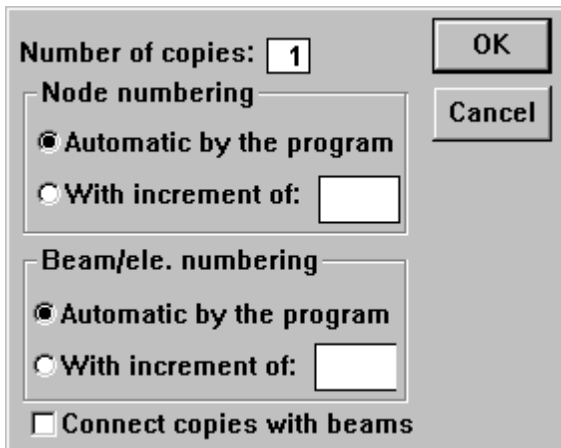 Number of copies: 1
OK
Node numbering
Cancel
Automatic by the program
With increment of:
Beam/ele. numbering
Automatic by the program
With increment of:
Connect copies with beams